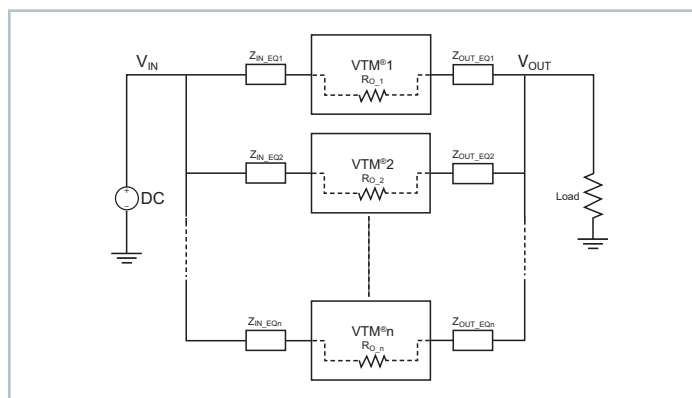 V_IN
Z_IN_EQ1
VTM®1
R_O_1
Z_OUT_EQ1
V_OUT
Z_IN_EQ2
VTM®2
R_O_2
Z_OUT_EQ2
+
–
DC
Load
Z_IN_EQn
VTM®n
R_O_n
Z_OUT_EQn